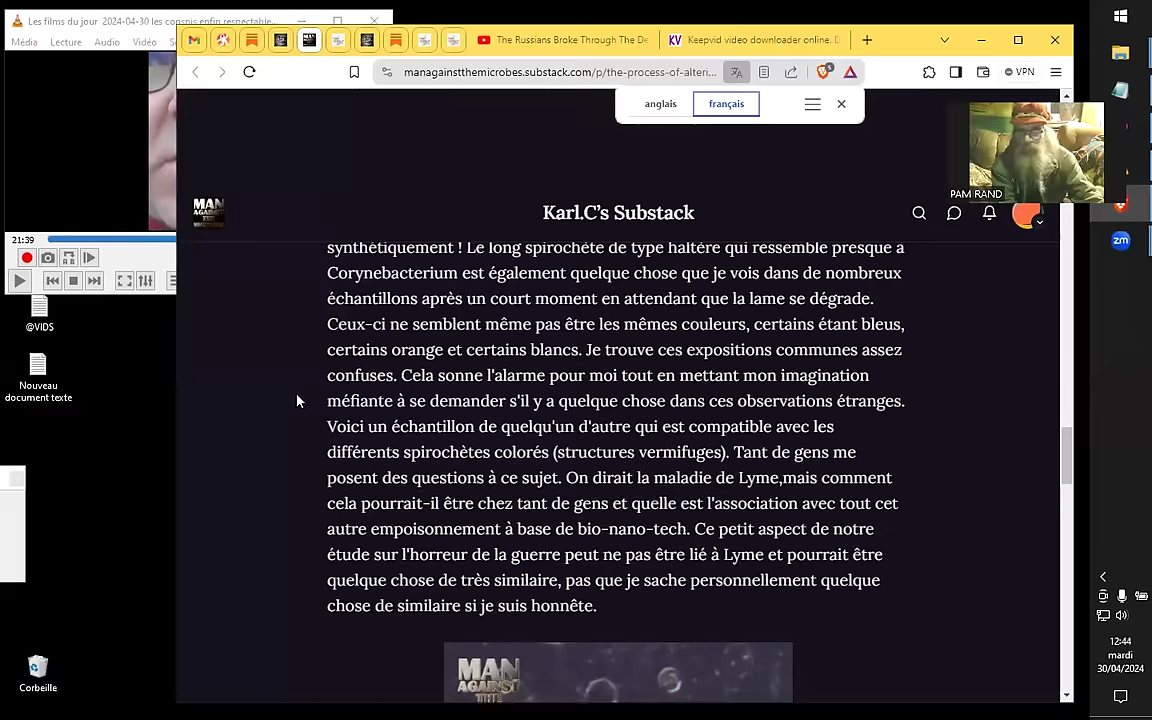 Les films du jour 2024-04-30 les conspis enfin respectable...
Média Lecture Audio Vidéo
21:39
@VIDS
Nouveau
document texte
Corbeille
The Russians Broke Through The De
Keepvid video downloader online. D
managainstthemicrobes.substack.com/p/the-process-of-alteri...
VPN
anglais français
PAM RAND
MAN
AGAINST
THE
Karl.C's Substack
synthétiquement ! Le long spirochète de type haltère qui ressemble presque à
Corynebacterium est également quelque chose que je vois dans de nombreux
échantillons après un court moment en attendant que la lame se dégrade.
Ceux-ci ne semblent même pas être les mêmes couleurs, certains étant bleus,
certains orange et certains blancs. Je trouve ces expositions communes assez
confuses. Cela sonne l'alarme pour moi tout en mettant mon imagination
méfiante à se demander s'il y a quelque chose dans ces observations étranges.
Voici un échantillon de quelqu'un d'autre qui est compatible avec les
différents spirochètes colorés (structures vermifuges). Tant de gens me
posent des questions à ce sujet. On dirait la maladie de Lyme,mais comment
cela pourrait-il être chez tant de gens et quelle est l'association avec tout cet
autre empoisonnement à base de bio-nano-tech. Ce petit aspect de notre
étude sur l'horreur de la guerre peut ne pas être lié à Lyme et pourrait être
quelque chose de très similaire, pas que je sache personnellement quelque
chose de similaire si je suis honnête.
MAN
AGAINST
THE
zm
12:44
mardi
30/04/2024